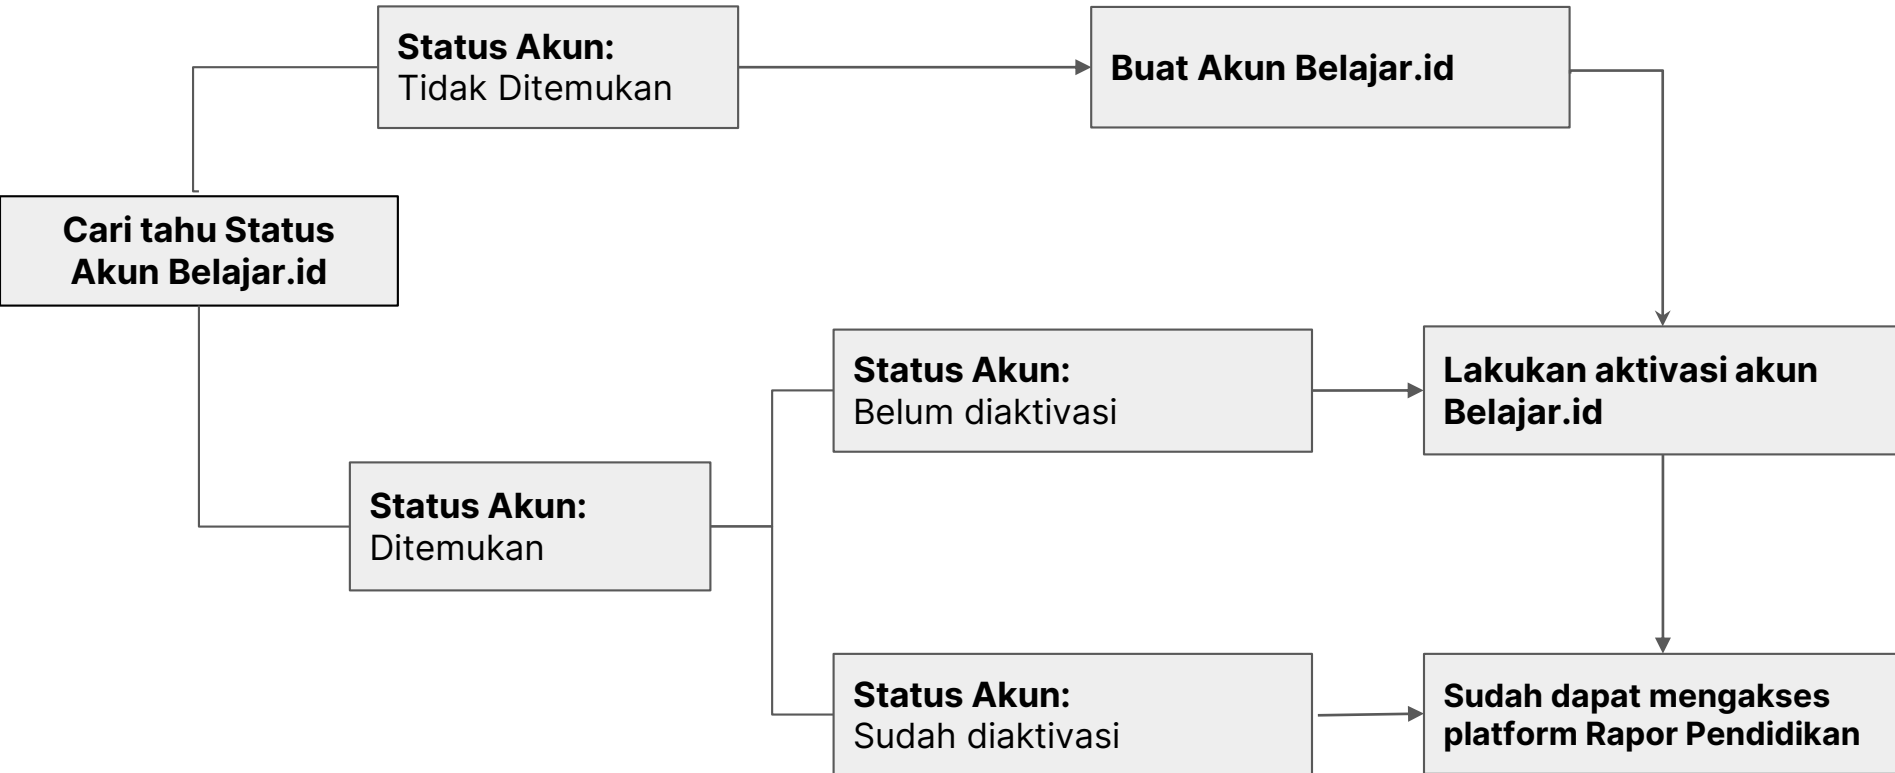 Status Akun:
Tidak Ditemukan
Buat Akun Belajar.id
Cari tahu Status
Akun Belajar.id
Status Akun:
Belum diaktivasi
Lakukan aktivasi akun
Belajar.id
Status Akun:
Ditemukan
Status Akun:
Sudah diaktivasi
Sudah dapat mengakses
platform Rapor Pendidikan